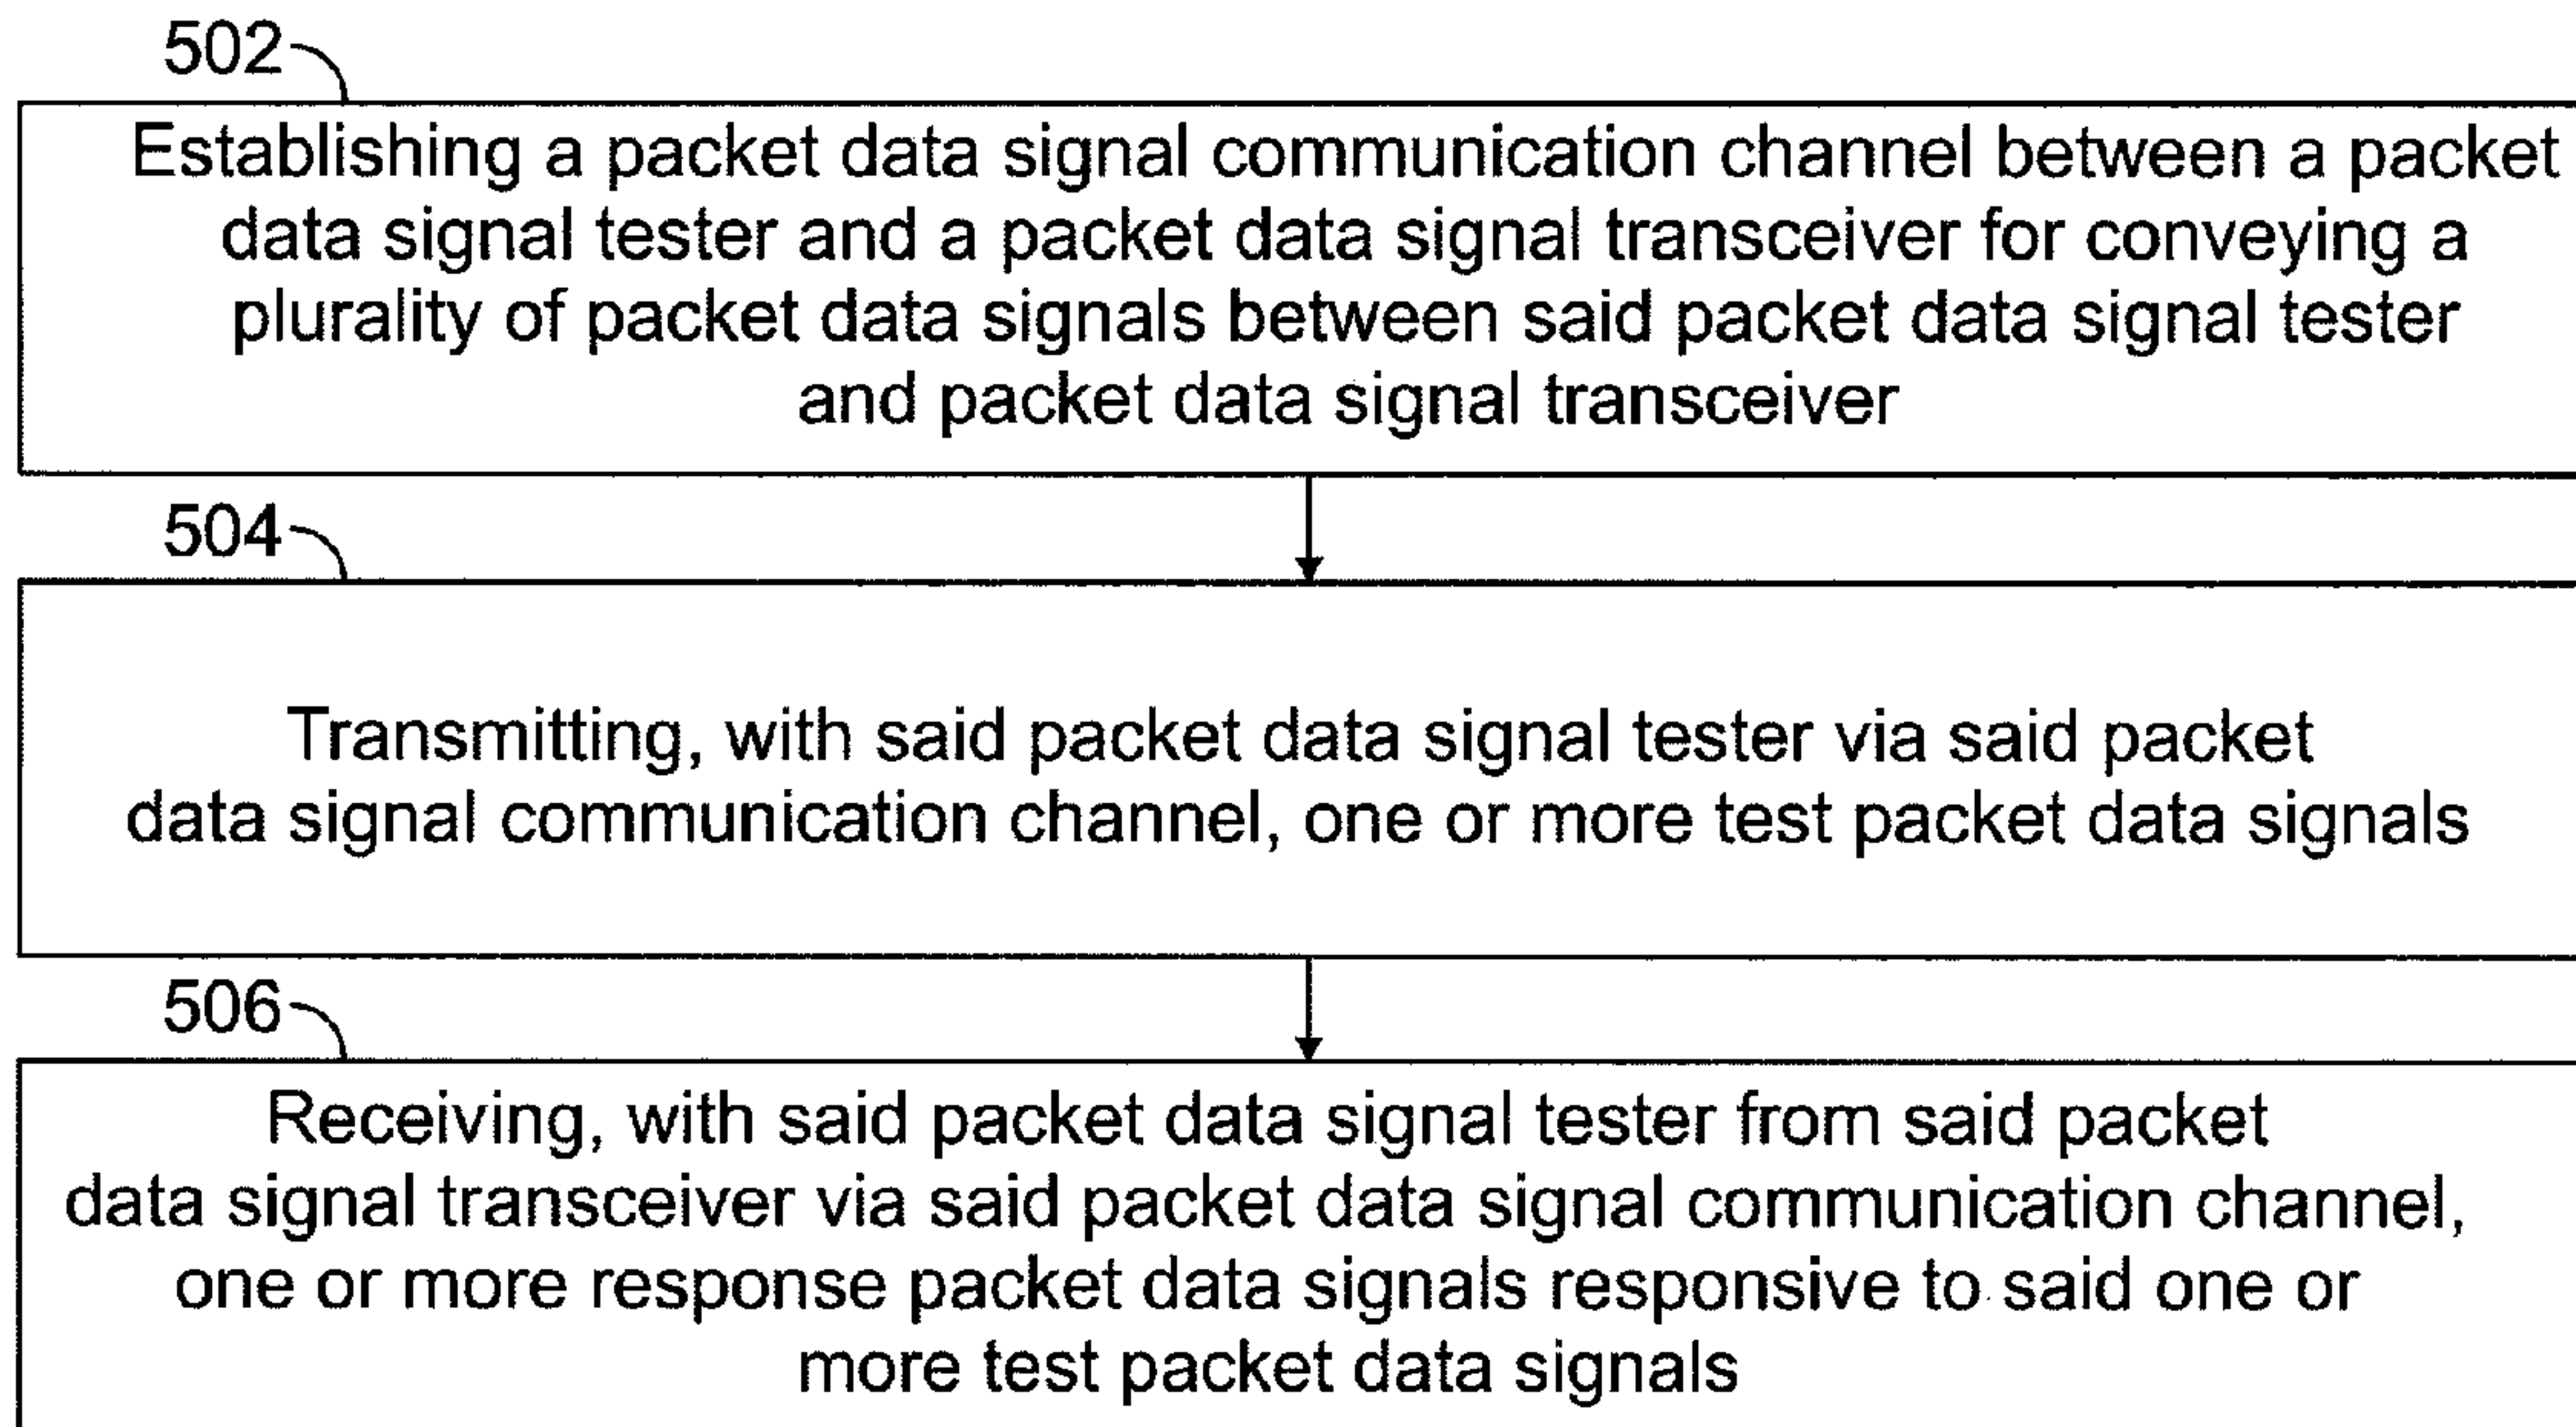 502
Establishing a packet data signal communication channel between a packet
data signal tester and a packet data signal transceiver for conveying a
plurality of packet data signals between said packet data signal tester
and packet data signal transceiver
504
Transmitting, with said packet data signal tester via said packet
data signal communication channel, one or more test packet data signals
506
Receiving, with said packet data signal tester from said packet
data signal transceiver via said packet data signal communication channel,
one or more response packet data signals responsive to said one or
more test packet data signals